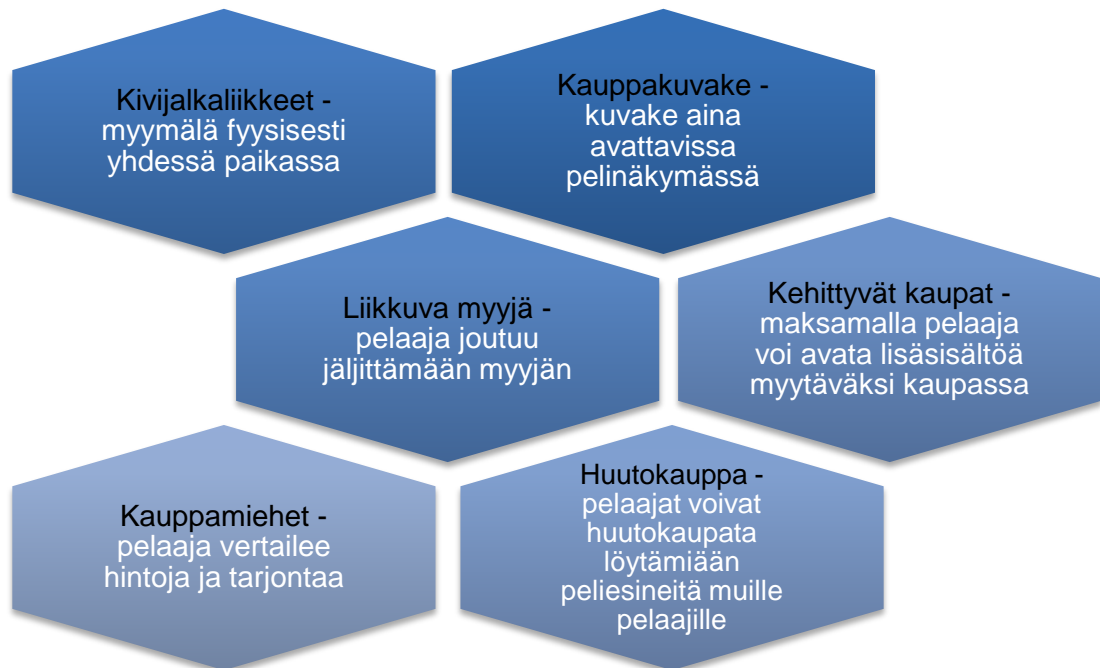 Kivijalkaliikkeet -
myymälä fyysisesti
yhdessä paikassa
Kauppakuvake -
kuvake aina
avattavissa
pelinäkymässä
Liikkuva myyjä -
pelaaja joutuu
jäljittämään myyjän
Kehittyvät kaupat -
maksamalla pelaaja
voi avata lisäsisältöä
myytäväksi kaupassa
Kauppamiehet -
pelaaja vertailee
hintoja ja tarjontaa
Huutokauppa -
pelaajat voivat
huutokaupata
löytämiään
peliesineitä muille
pelaajille